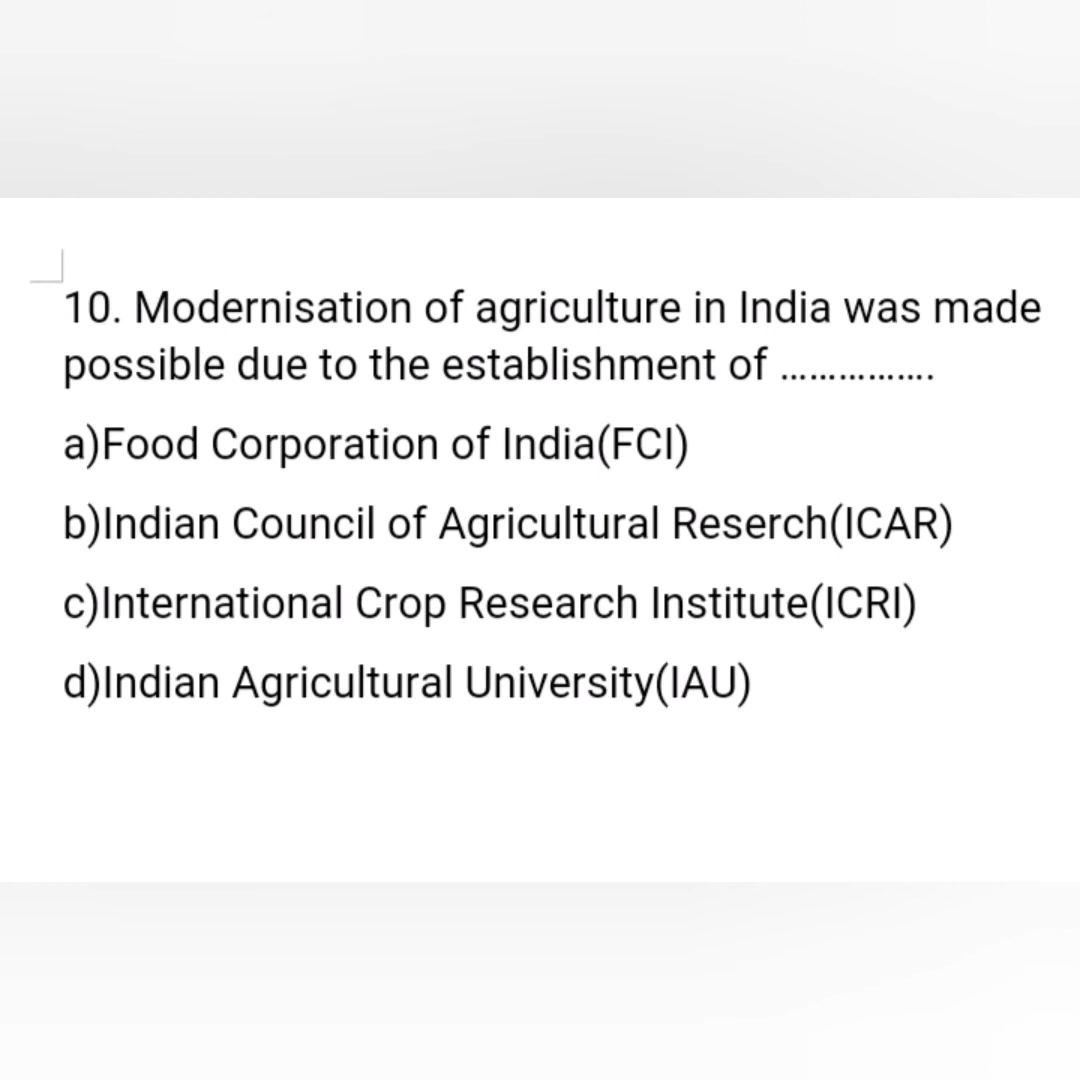 10. Modernisation of agriculture in India was made
possible due to the establishment of ................
a)Food Corporation of India(FCI)
b)Indian Council of Agricultural Reserch(ICAR)
c)International Crop Research Institute(ICRI)
d)Indian Agricultural University(IAU)